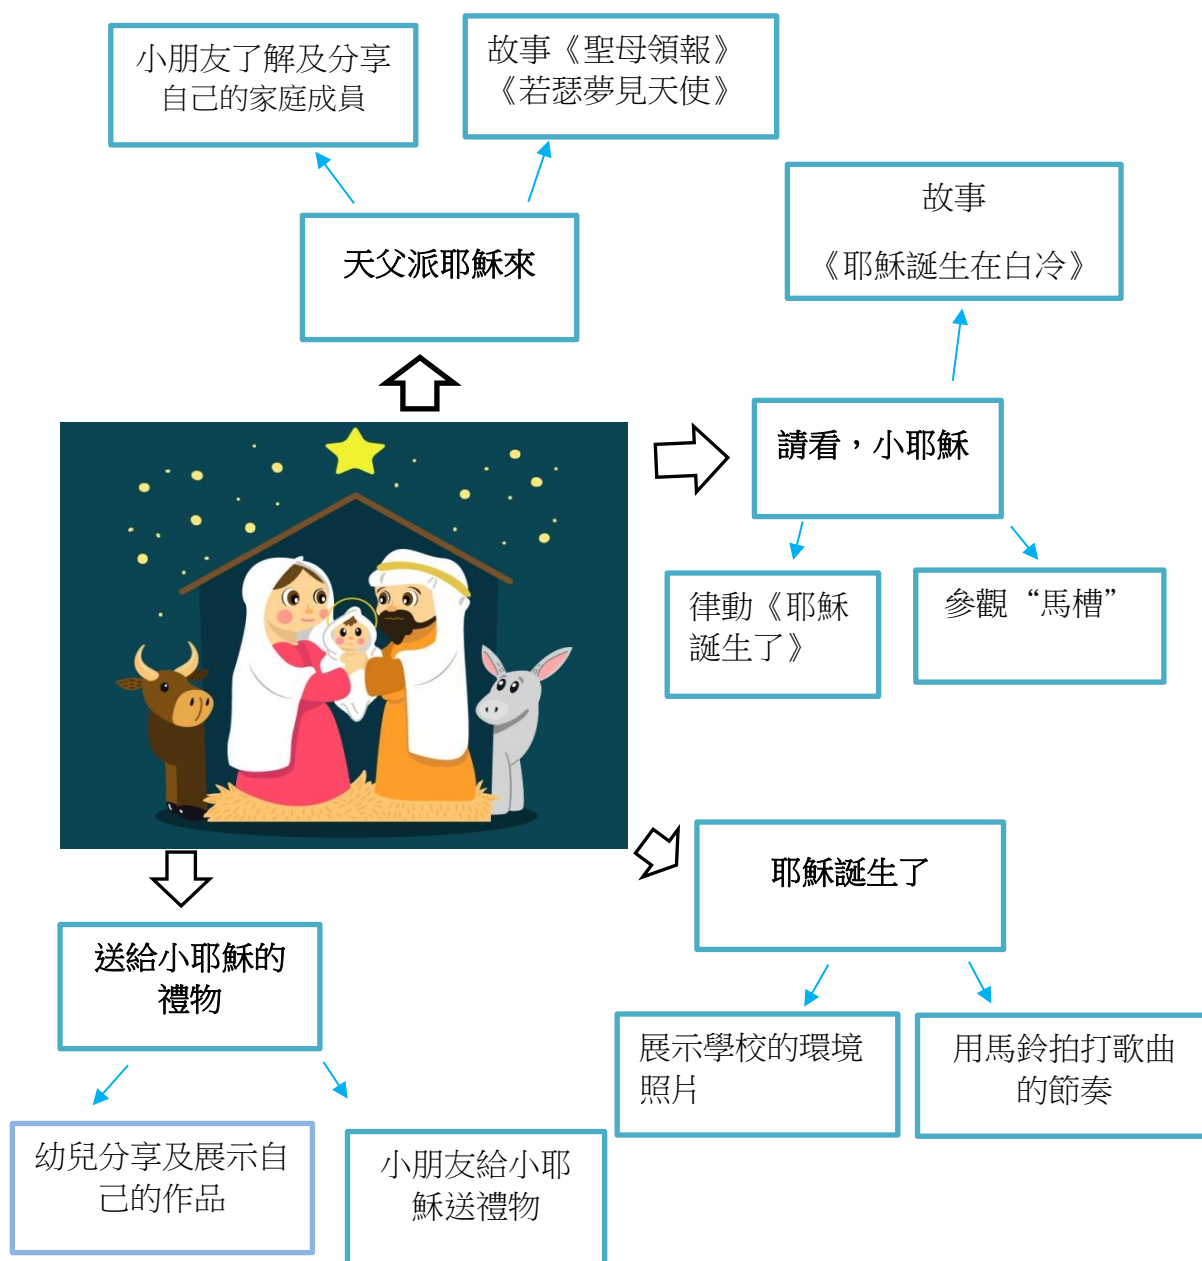 小朋友了解及分享
自己的家庭成員
故事《聖母領報》
《若瑟夢見天使》
天父派耶穌來
故事
《耶穌誕生在白冷》
請看，小耶穌
律動《耶穌
誕生了》
參觀“馬槽”
耶穌誕生了
展示學校的環境
照片
用馬鈴拍打歌曲
的節奏
送給小耶穌的
禮物
幼兒分享及展示自
己的作品
小朋友給小耶
穌送禮物